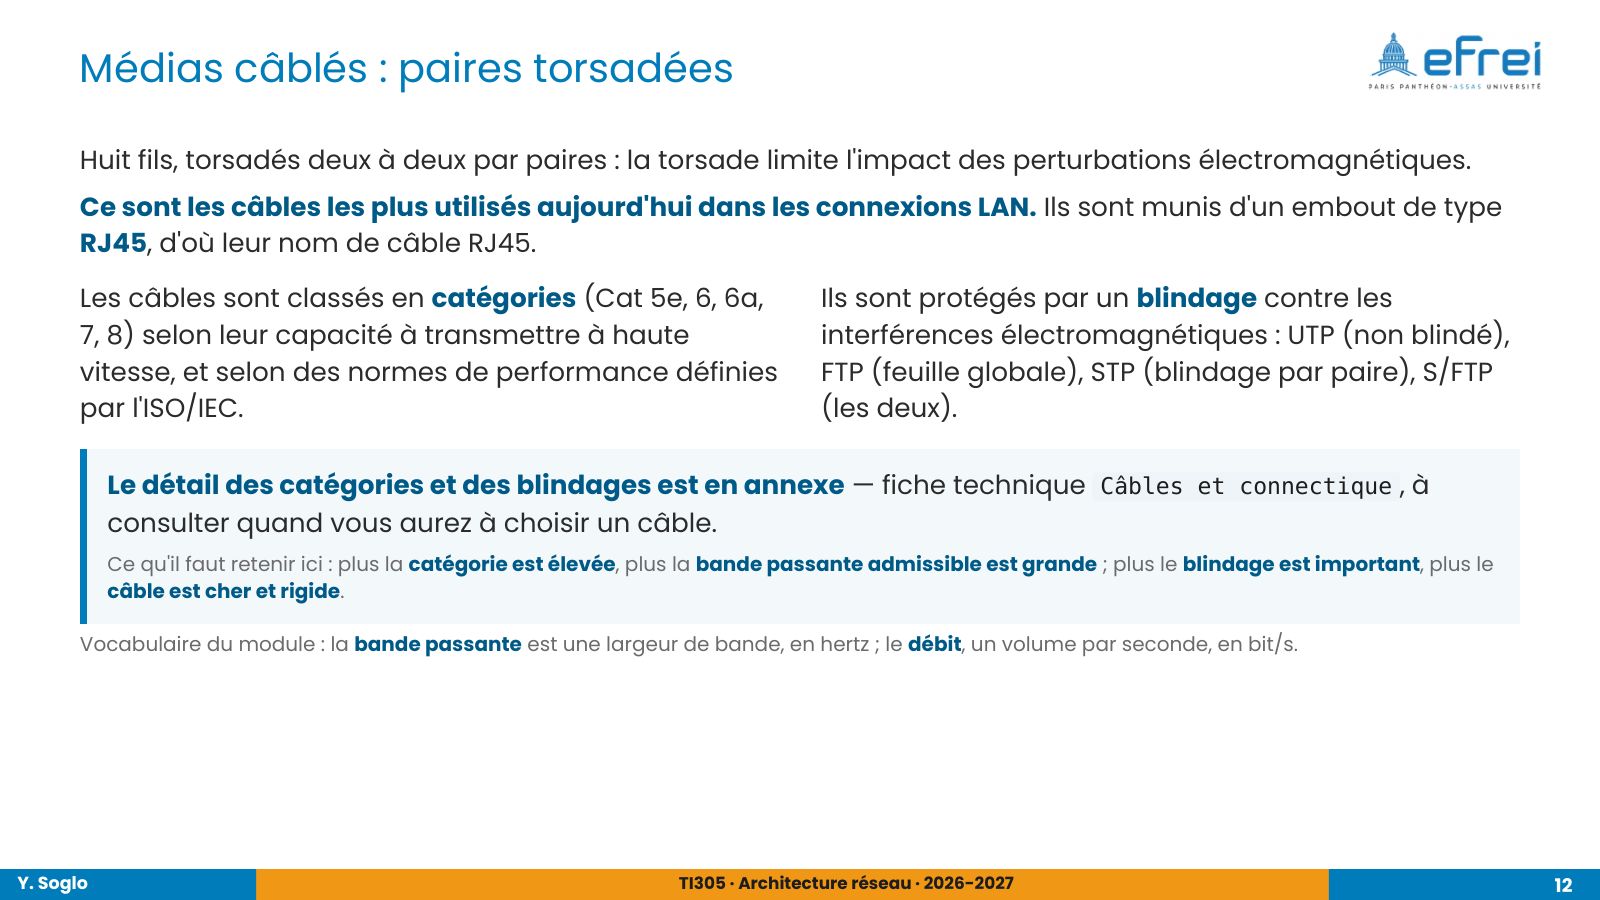 Médias câblés : paires torsadées
efrei
PARIS PANTHÉON-ASSAS UNIVERSITÉ
Huit fils, torsadés deux à deux par paires : la torsade limite l'impact des perturbations électromagnétiques.
Ce sont les câbles les plus utilisés aujourd'hui dans les connexions LAN. Ils sont munis d'un embout de type
RJ45, d'où leur nom de câble RJ45.
Les câbles sont classés en catégories (Cat 5e, 6, 6a,
7, 8) selon leur capacité à transmettre à haute
vitesse, et selon des normes de performance définies
par l'ISO/IEC.
Ils sont protégés par un blindage contre les
interférences électromagnétiques : UTP (non blindé),
FTP (feuille globale), STP (blindage par paire), S/FTP
(les deux).
Le détail des catégories et des blindages est en annexe — fiche technique Câbles et connectique, à
consulter quand vous aurez à choisir un câble.
Ce qu'il faut retenir ici : plus la catégorie est élevée, plus la bande passante admissible est grande ; plus le blindage est important, plus le
câble est cher et rigide.
Vocabulaire du module : la bande passante est une largeur de bande, en hertz ; le débit, un volume par seconde, en bit/s.
Y. Soglo
TI305 · Architecture réseau · 2026-2027
12